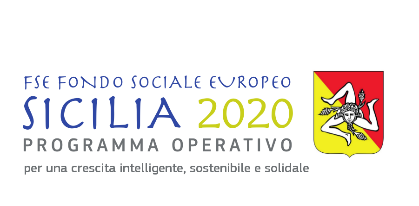 FSE FONDO SOCIALE EUROPEO
SICILIA 2020
PROGRAMMA OPERATIVO
per una crescita intelligente, sostenibile e solidale